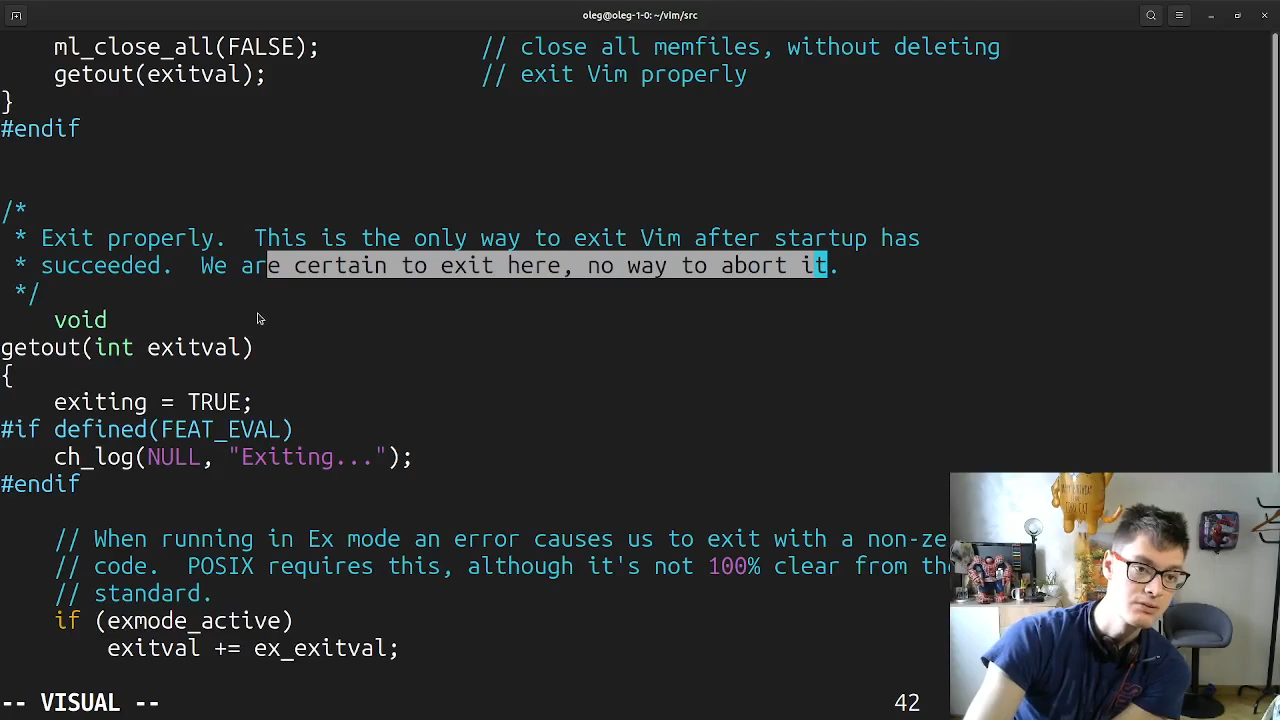 oleg@oleg-1-0: ~/vim/src
ml_close_all(FALSE); // close all memfiles, without deleting
getout(exitval); // exit Vim properly
}
#endif
/*
* Exit properly. This is the only way to exit Vim after startup has
* succeeded. We are certain to exit here, no way to abort it.
*/
void
getout(int exitval)
{
exiting = TRUE;
#if defined(FEAT_EVAL)
ch_log(NULL, "Exiting...");
#endif
// When running in Ex mode an error causes us to exit with a non-ze
// code. POSIX requires this, although it's not 100% clear from the
// standard.
if (exmode_active)
exitval += ex_exitval;
-- VISUAL -- 42